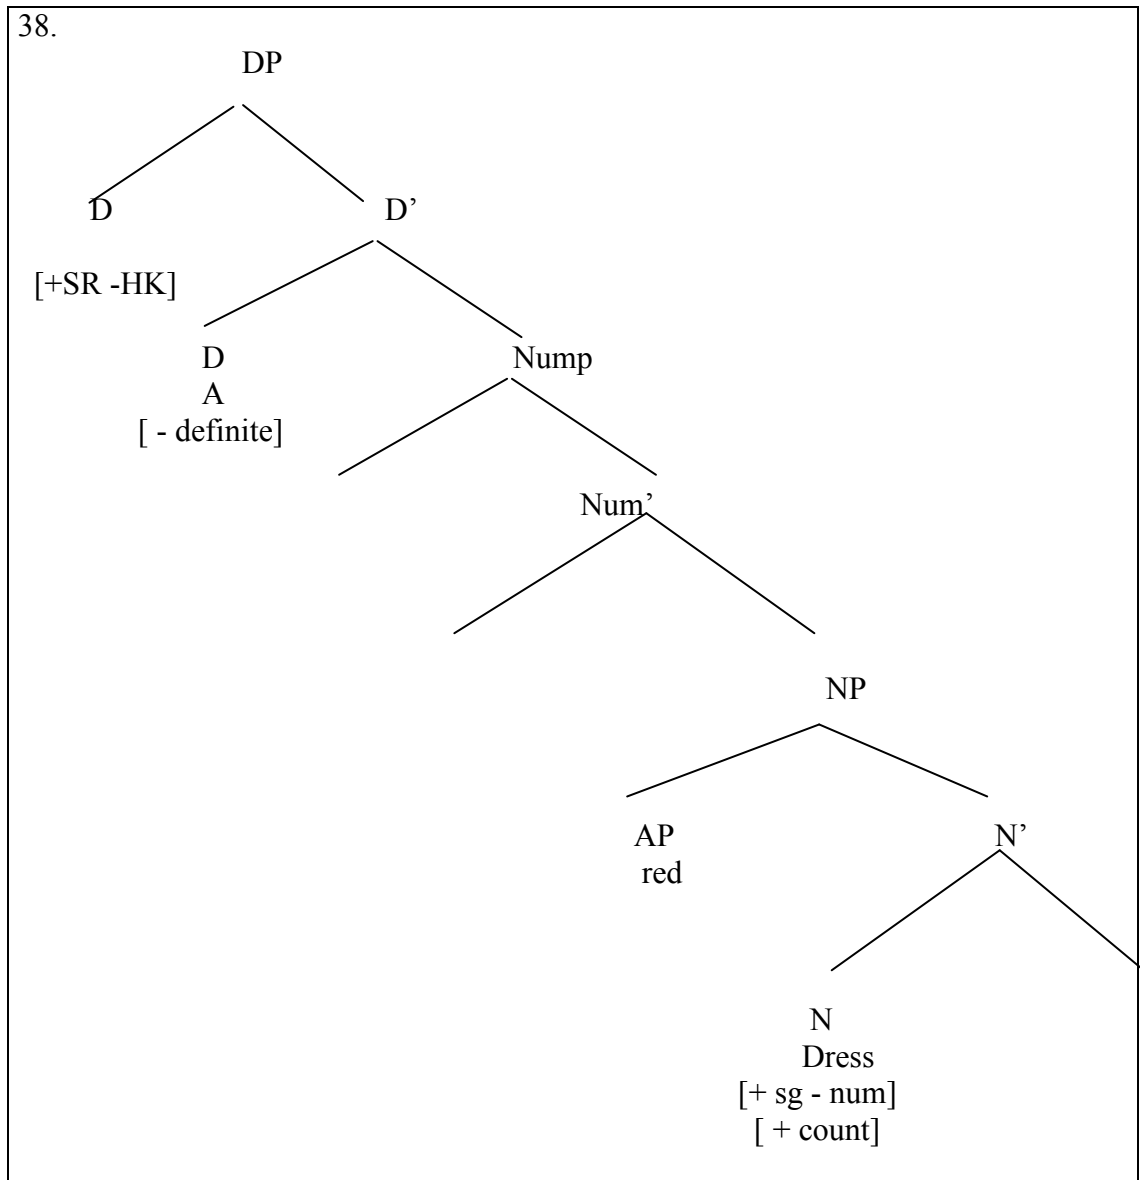 38.
DP
D D’
[+SR -HK]
D Nump
A
[ - definite]
Num’
NP
AP N’
red
N
Dress
[+ sg - num]
[ + count]